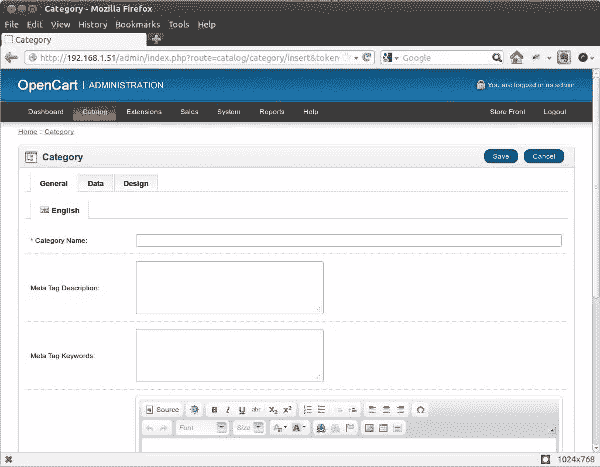 Category - Mozilla Firefox
File Edit View History Bookmarks Tools Help
Category
http://192.168.1.51/admin/index.php?route=catalog/category/insert&token Google
OpenCart | ADMINISTRATION You are logged in as admin
Dashboard Catalog Extensions Sales System Reports Help Store Front Logout
Home :: Category
Category Save Cancel
General Data Design
English
* Category Name:
Meta Tag Description:
Meta Tag Keywords:
Source B I U abc X₂ X² Ω
Font Size A A
1024x768